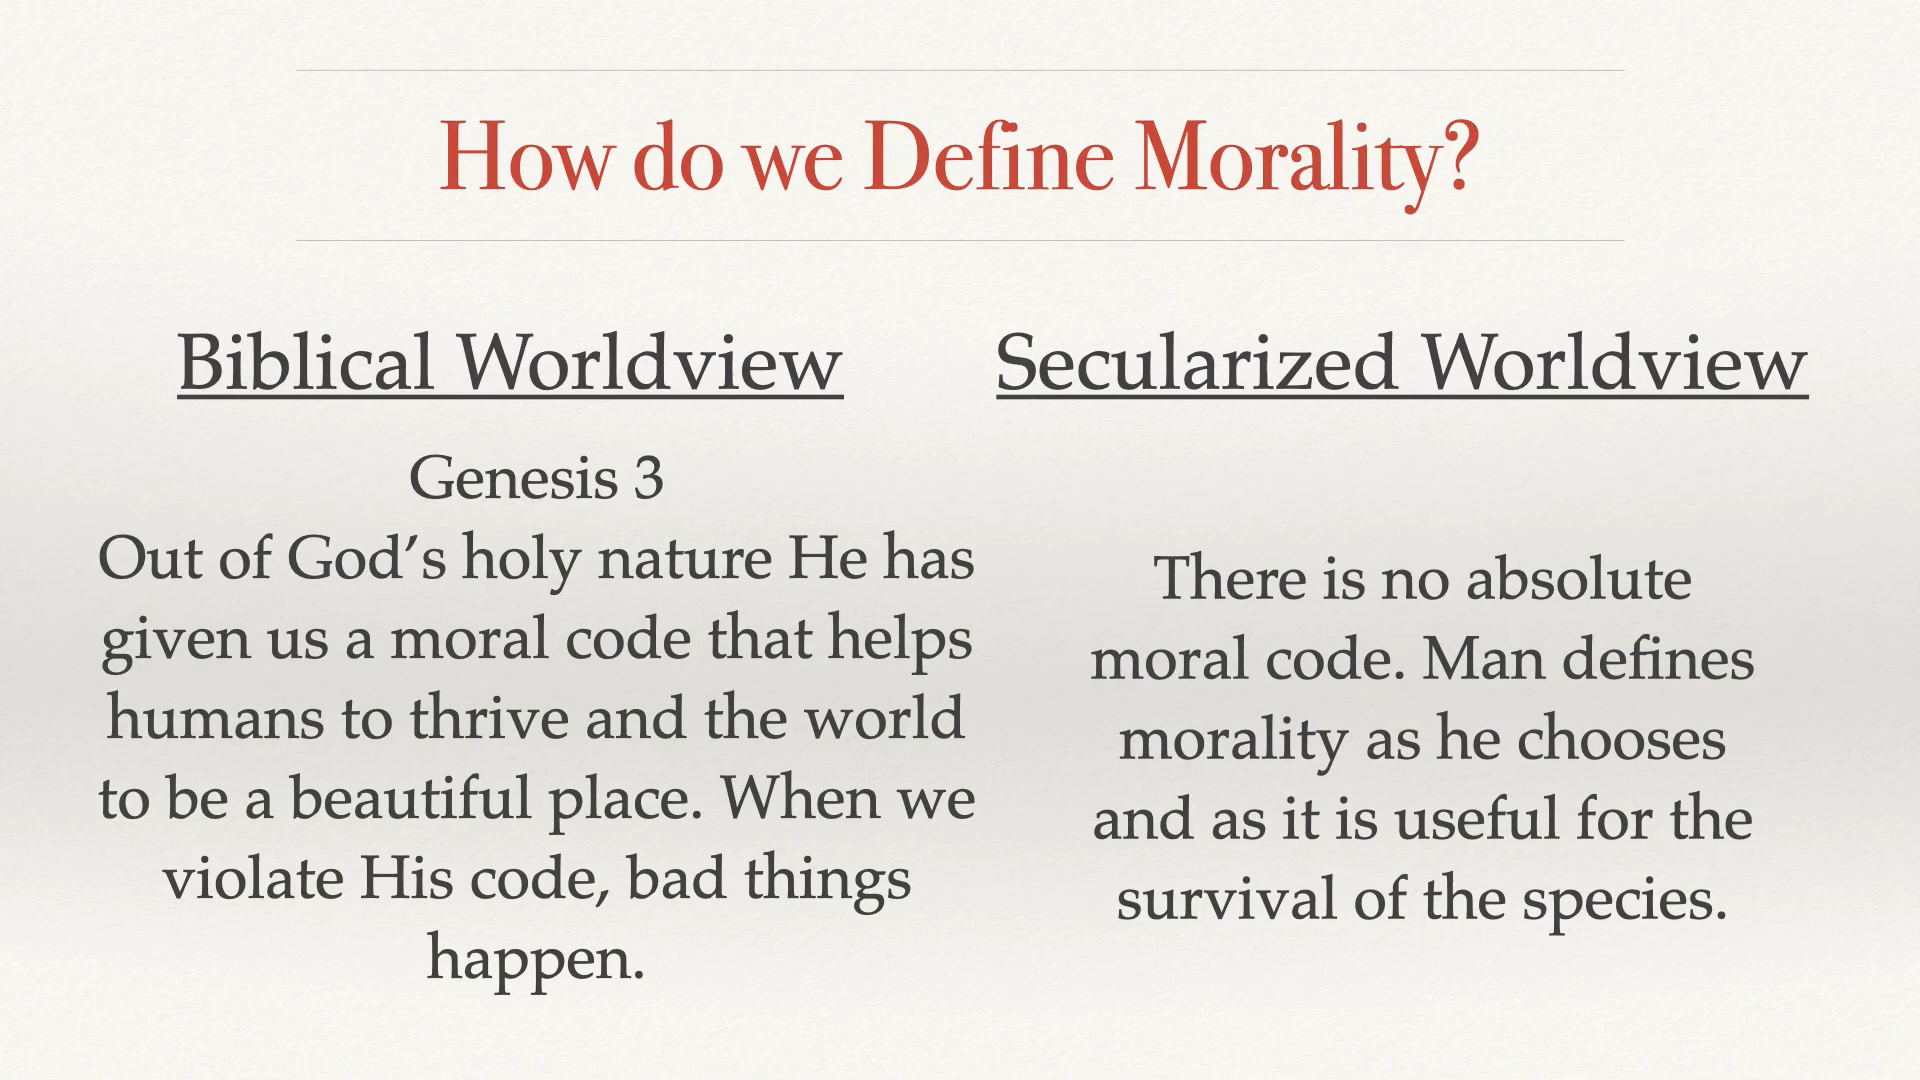 How do we Define Morality?
Biblical Worldview
Genesis 3
Out of God’s holy nature He has
given us a moral code that helps
humans to thrive and the world
to be a beautiful place. When we
violate His code, bad things
happen.
Secularized Worldview
There is no absolute
moral code. Man defines
morality as he chooses
and as it is useful for the
survival of the species.